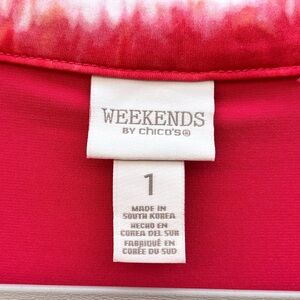 WEEKENDS
BY chico's®
1
MADE IN
SOUTH KOREA
HECHO EN
COREA DEL SUR
FABRIQUÉ EN
CORÉE DU SUD